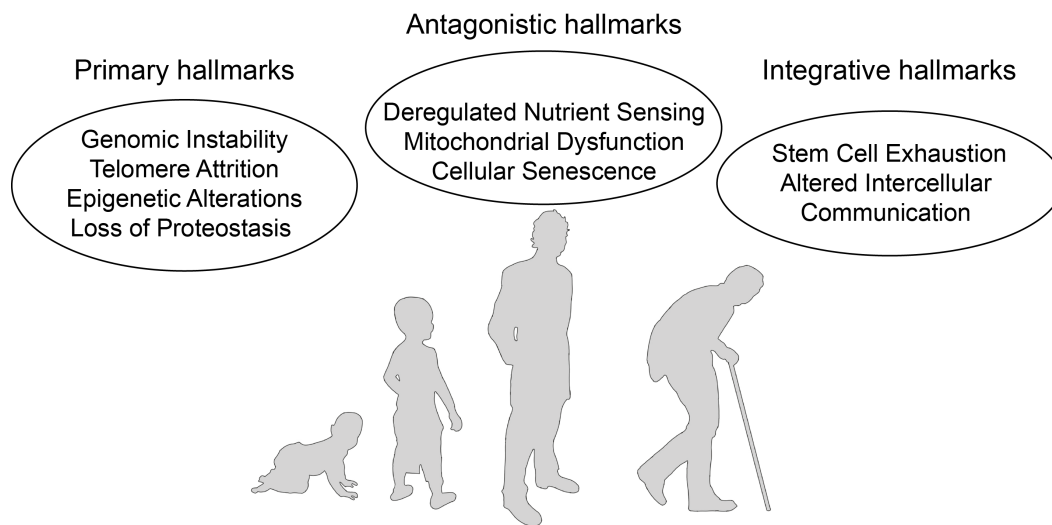 Primary hallmarks
Genomic Instability
Telomere Attrition
Epigenetic Alterations
Loss of Proteostasis
Antagonistic hallmarks
Deregulated Nutrient Sensing
Mitochondrial Dysfunction
Cellular Senescence
Integrative hallmarks
Stem Cell Exhaustion
Altered Intercellular
Communication